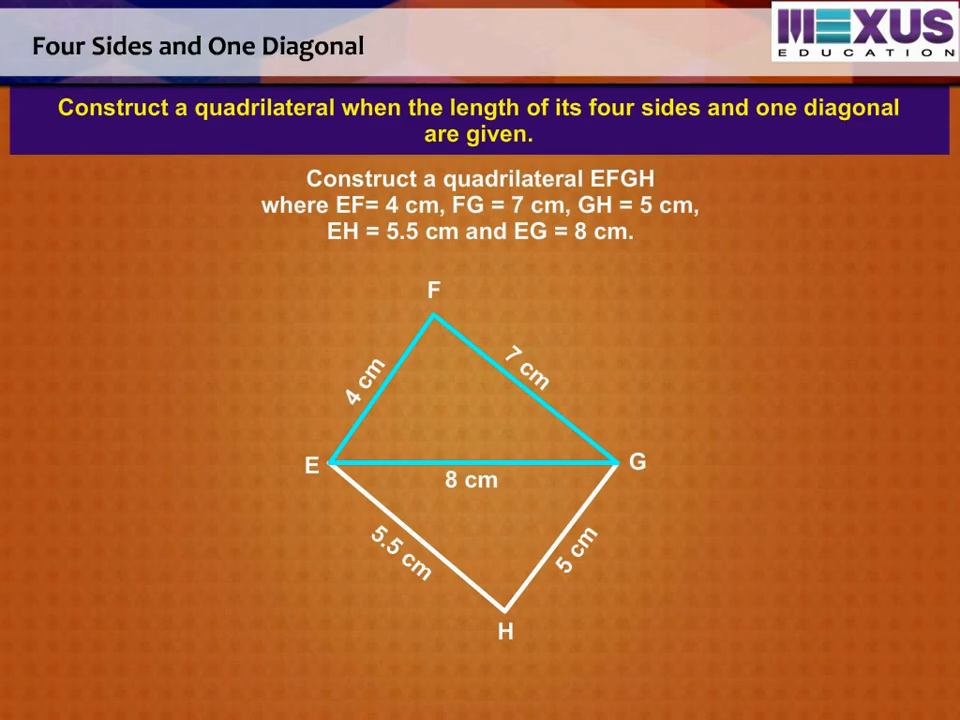 Four Sides and One Diagonal
MEXUS
EDUCATION
Construct a quadrilateral when the length of its four sides and one diagonal
are given.
Construct a quadrilateral EFGH
where EF= 4 cm, FG = 7 cm, GH = 5 cm,
EH = 5.5 cm and EG = 8 cm.
F
4 cm
7 cm
E
G
8 cm
5.5 cm
5 cm
H